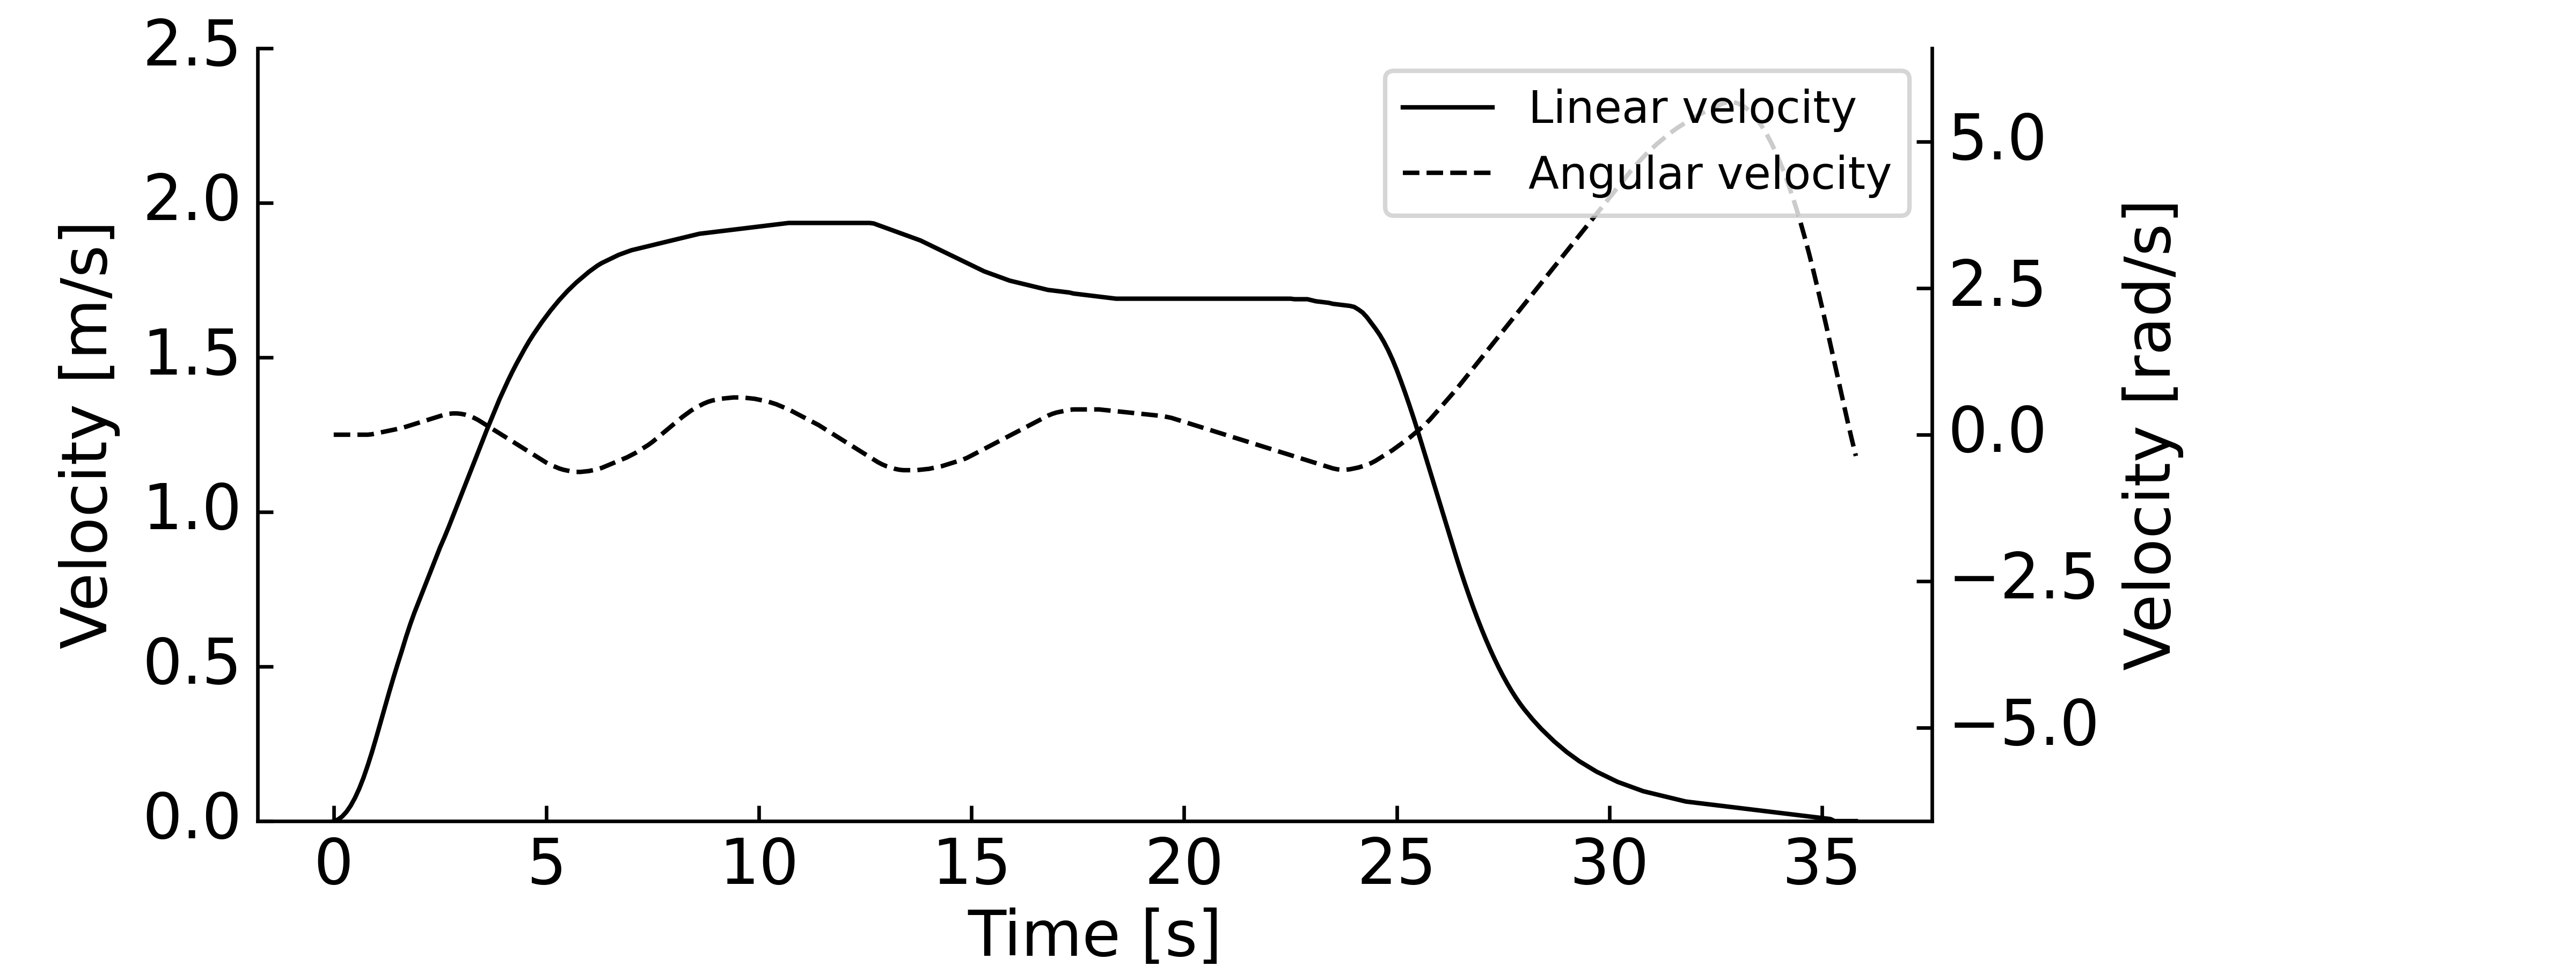 2.5
2.0
1.5
1.0
0.5
0.0
Velocity [m/s]
Linear velocity
Angular velocity
5.0
2.5
0.0
−2.5
−5.0
Velocity [rad/s]
0 5 10 15 20 25 30 35
Time [s]